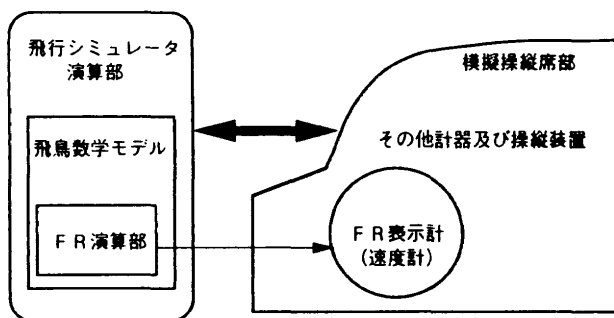 飛行シミュレータ
演算部
飛鳥数学モデル
FR演算部
模擬操縦席部
その他計器及び操縦装置
FR表示計
(速度計)